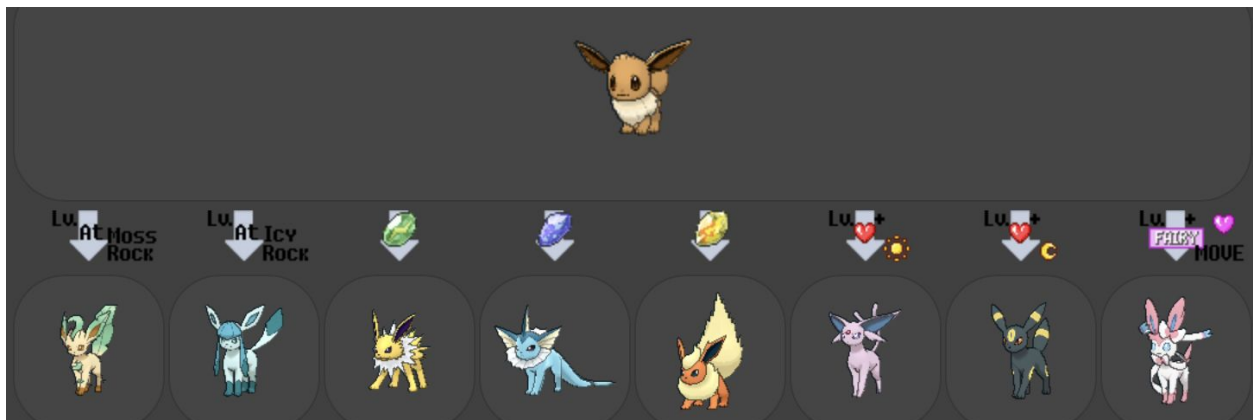 Lv. At Moss
Rock
Lv. At Icy
Rock
Lv. +
Lv. +
Lv. +
FAIRY
MOVE